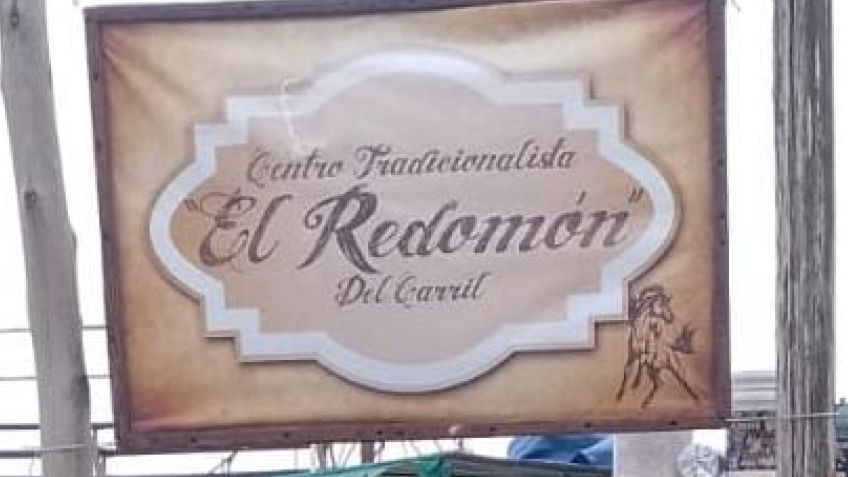 Centro Tradicionalista
"El Redomón"
Del Carril